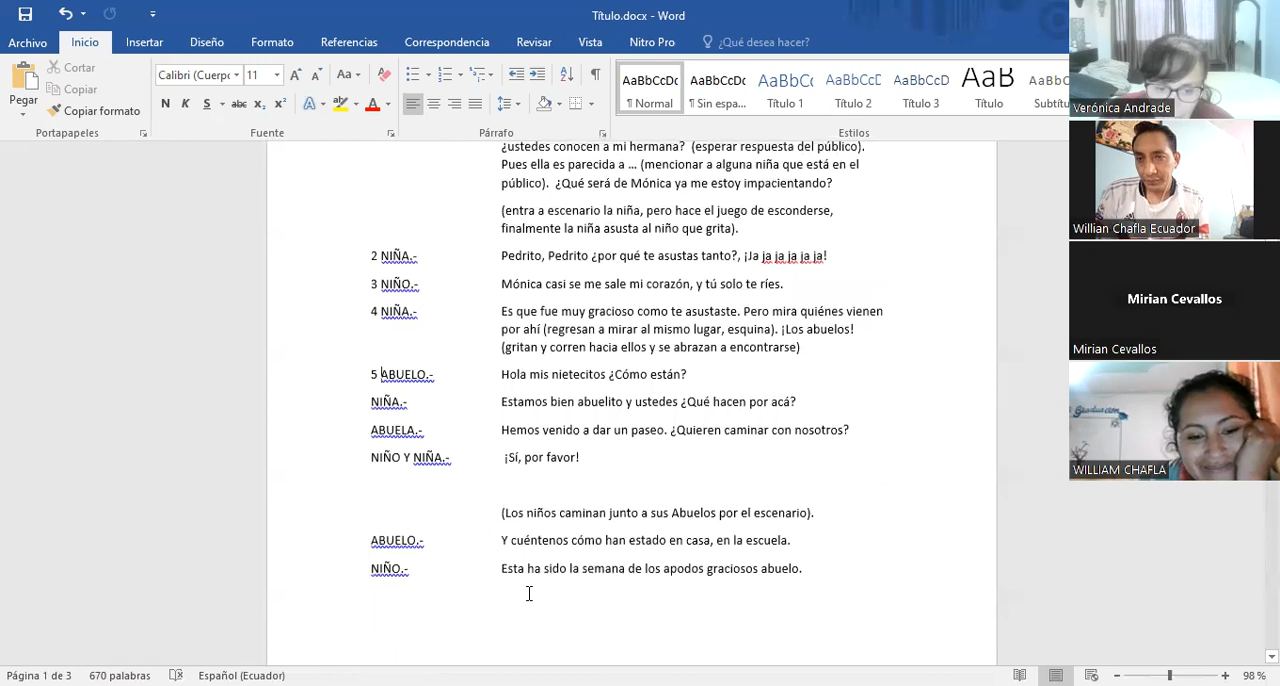 Título.docx - Word
Archivo Inicio Insertar Diseño Formato Referencias Correspondencia Revisar Vista Nitro Pro ¿Qué desea hacer?
Pegar
Cortar
Copiar
Copiar formato
Portapapeles
Calibri (Cuerpo 11
Fuente
Párrafo
AaBbCcDc AaBbCcDc AaBbCcC AaBbCcC AaBbCcD AaB AaBbCcD
¶ Normal ¶ Sin espa... Título 1 Título 2 Título 3 Título Subtítu
Estilos
¿ustedes conocen a mi hermana? (esperar respuesta del público).
Pues ella es parecida a ... (mencionar a alguna niña que está en el
público). ¿Qué será de Mónica ya me estoy impacientando?
(entra a escenario la niña, pero hace el juego de esconderse,
finalmente la niña asusta al niño que grita).
2 NIÑA.- Pedrito, Pedrito ¿por qué te asustas tanto?, ¡Ja ja ja ja ja ja!
3 NIÑO.- Mónica casi se me sale mi corazón, y tú solo te ríes.
4 NIÑA.- Es que fue muy gracioso como te asustaste. Pero mira quiénes vienen
por ahí (regresan a mirar al mismo lugar, esquina). ¡Los abuelos!
(gritan y corren hacia ellos y se abrazan a encontrarse)
5 ABUELO.- Hola mis nietecitos ¿Cómo están?
NIÑA.- Estamos bien abuelito y ustedes ¿Qué hacen por acá?
ABUELA.- Hemos venido a dar un paseo. ¿Quieren caminar con nosotros?
NIÑO Y NIÑA.- ¡Sí, por favor!
(Los niños caminan junto a sus Abuelos por el escenario).
ABUELO.- Y cuéntenos cómo han estado en casa, en la escuela.
NIÑO.- Esta ha sido la semana de los apodos graciosos abuelo.
Página 1 de 3 670 palabras Español (Ecuador) 98 %
Verónica Andrade
Willian Chafla Ecuador
Mirian Cevallos
Mirian Cevallos
WILLIAM CHAFLA